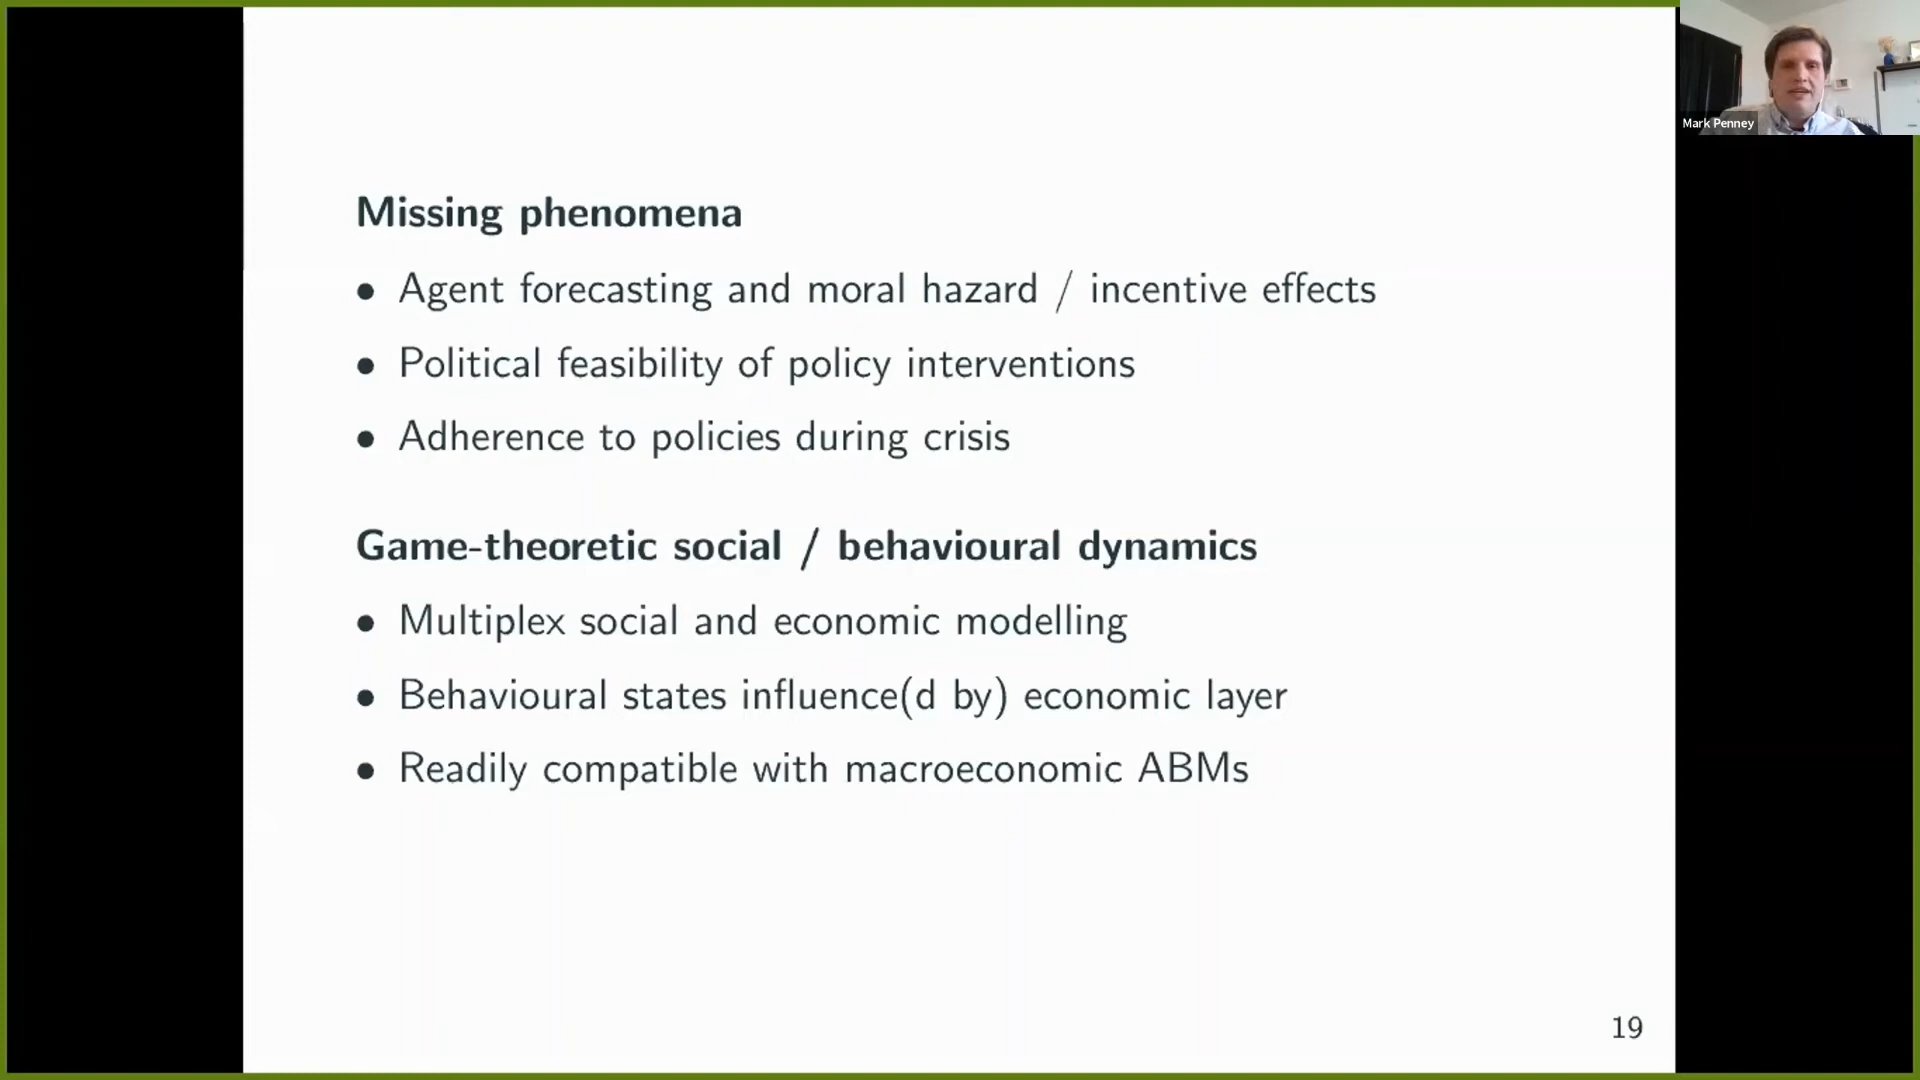 Mark Penney
Missing phenomena
• Agent forecasting and moral hazard / incentive effects
• Political feasibility of policy interventions
• Adherence to policies during crisis
Game-theoretic social / behavioural dynamics
• Multiplex social and economic modelling
• Behavioural states influence(d by) economic layer
• Readily compatible with macroeconomic ABMs
19